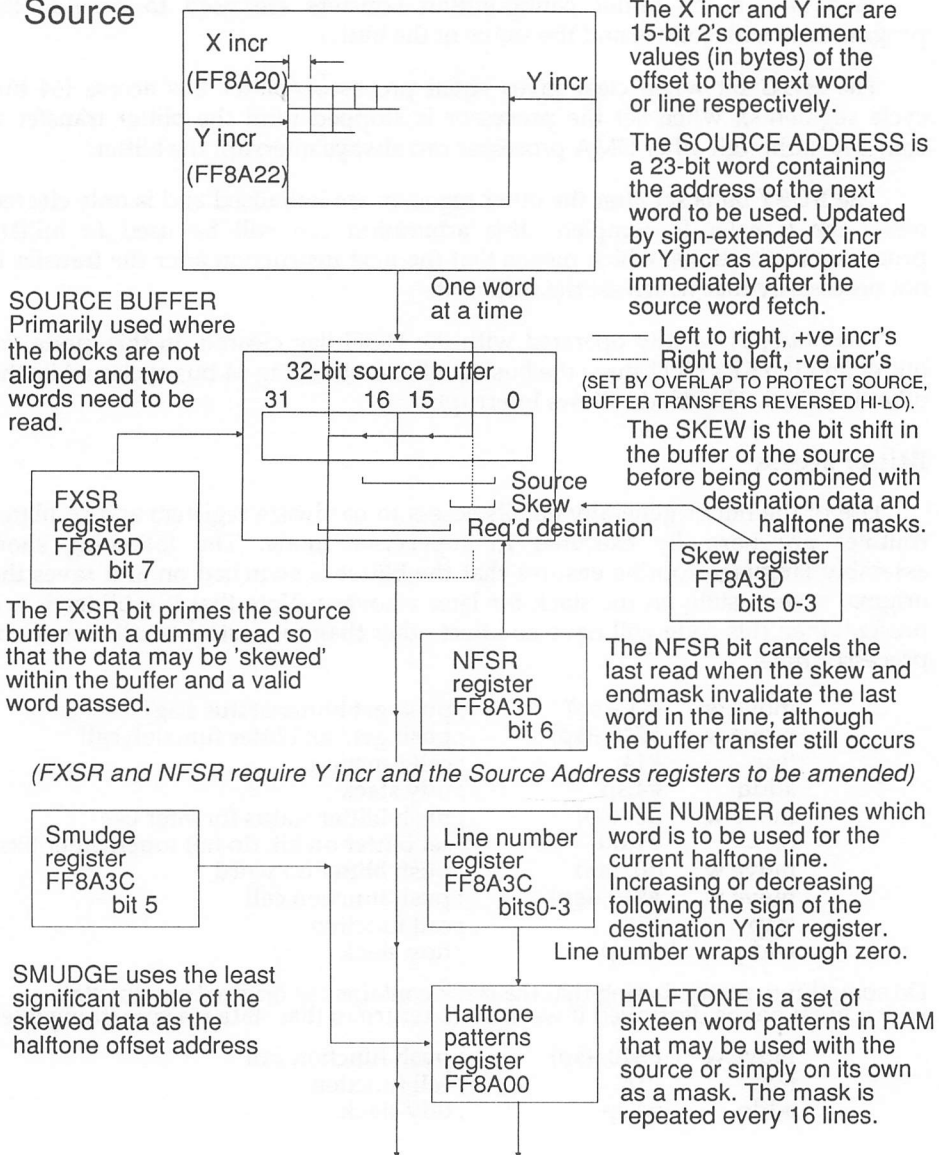 Source
X incr
(FF8A20)
Y incr
Y incr
(FF8A22)
The X incr and Y incr are
15-bit 2's complement
values (in bytes) of the
offset to the next word
or line respectively.
The SOURCE ADDRESS is
a 23-bit word containing
the address of the next
word to be used. Updated
by sign-extended X incr
or Y incr as appropriate
immediately after the
source word fetch.
One word
at a time
SOURCE BUFFER
Primarily used where
the blocks are not
aligned and two
words need to be
read.
Left to right, +ve incr's
Right to left, -ve incr's
(SET BY OVERLAP TO PROTECT SOURCE,
BUFFER TRANSFERS REVERSED HI-LO).
32-bit source buffer
31 16 15 0
Source
Skew
Req'd destination
The SKEW is the bit shift in
the buffer of the source
before being combined with
destination data and
halftone masks.
FXSR
register
FF8A3D
bit 7
Skew register
FF8A3D
bits 0-3
The FXSR bit primes the source
buffer with a dummy read so
that the data may be 'skewed'
within the buffer and a valid
word passed.
NFSR
register
FF8A3D
bit 6
The NFSR bit cancels the
last read when the skew and
endmask invalidate the last
word in the line, although
the buffer transfer still occurs
(FXSR and NFSR require Y incr and the Source Address registers to be amended)
Smudge
register
FF8A3C
bit 5
Line number
register
FF8A3C
bits0-3
LINE NUMBER defines which
word is to be used for the
current halftone line.
Increasing or decreasing
following the sign of the
destination Y incr register.
Line number wraps through zero.
SMUDGE uses the least
significant nibble of the
skewed data as the
halftone offset address
Halftone
patterns
register
FF8A00
HALFTONE is a set of
sixteen word patterns in RAM
that may be used with the
source or simply on its own
as a mask. The mask is
repeated every 16 lines.